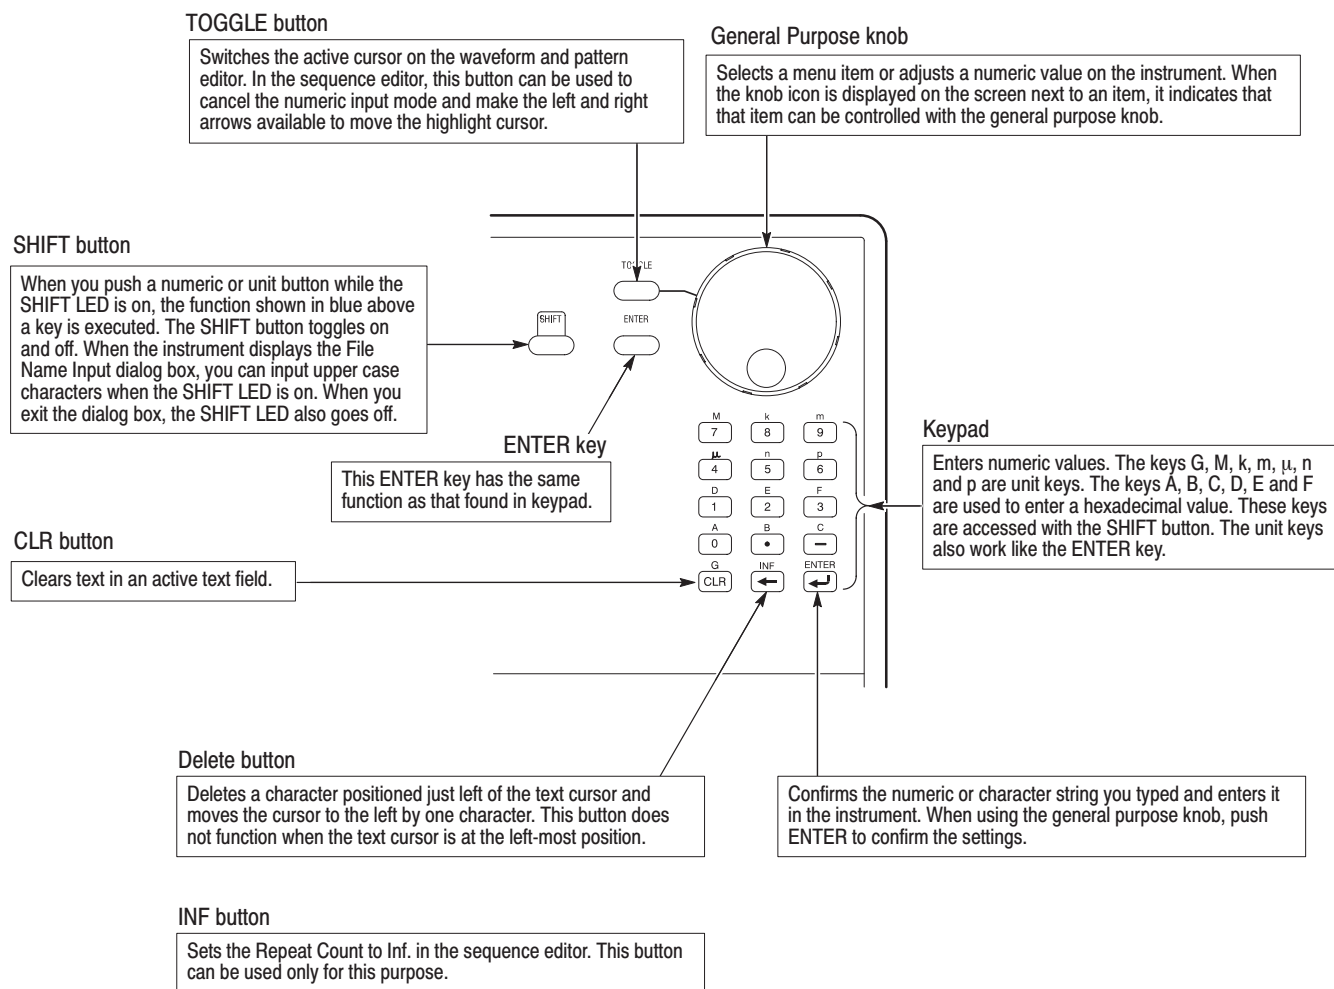 TOGGLE button
Switches the active cursor on the waveform and pattern
editor. In the sequence editor, this button can be used to
cancel the numeric input mode and make the left and right
arrows available to move the highlight cursor.
General Purpose knob
Selects a menu item or adjusts a numeric value on the instrument. When
the knob icon is displayed on the screen next to an item, it indicates that
that item can be controlled with the general purpose knob.
SHIFT button
When you push a numeric or unit button while the
SHIFT LED is on, the function shown in blue above
a key is executed. The SHIFT button toggles on
and off. When the instrument displays the File
Name Input dialog box, you can input upper case
characters when the SHIFT LED is on. When you
exit the dialog box, the SHIFT LED also goes off.
TOGGLE
SHIFT
ENTER
ENTER key
This ENTER key has the same
function as that found in keypad.
M k m
7 8 9
μ n p
4 5 6
D E F
1 2 3
A B C
0 • –
G INF ENTER
CLR ← ↵
Keypad
Enters numeric values. The keys G, M, k, m, μ, n
and p are unit keys. The keys A, B, C, D, E and F
are used to enter a hexadecimal value. These keys
are accessed with the SHIFT button. The unit keys
also work like the ENTER key.
CLR button
Clears text in an active text field.
Delete button
Deletes a character positioned just left of the text cursor and
moves the cursor to the left by one character. This button does
not function when the text cursor is at the left-most position.
Confirms the numeric or character string you typed and enters it
in the instrument. When using the general purpose knob, push
ENTER to confirm the settings.
INF button
Sets the Repeat Count to Inf. in the sequence editor. This button
can be used only for this purpose.